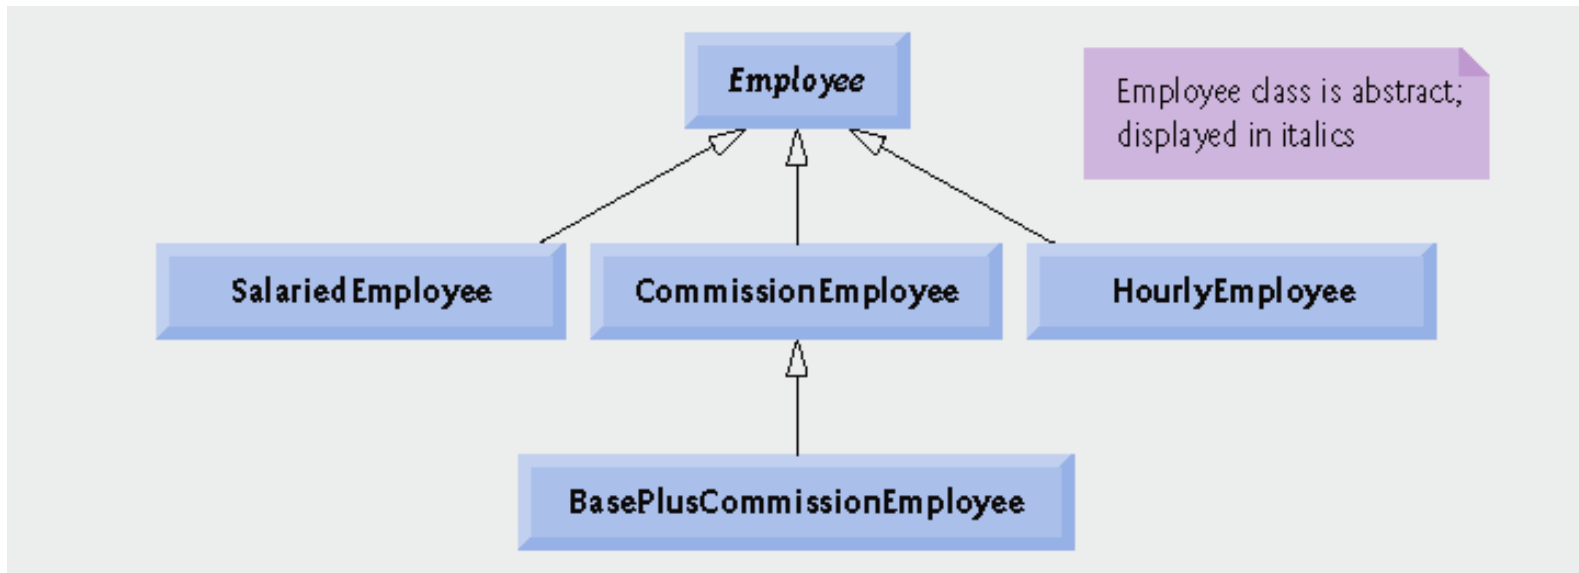 Employee
Employee class is abstract;
displayed in italics
SalariedEmployee
CommissionEmployee
HourlyEmployee
BasePlusCommissionEmployee